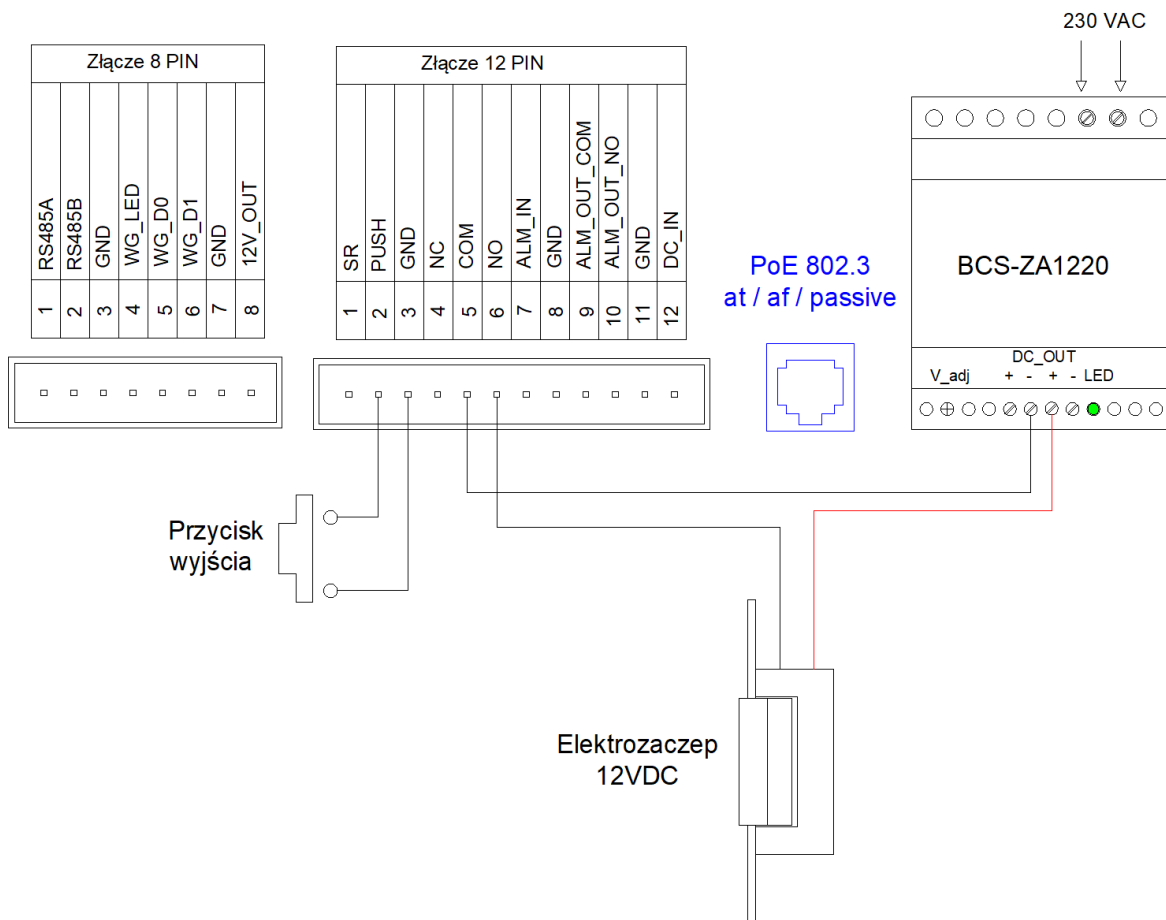 230 VAC
Złącze 8 PIN
RS485A
RS485B
GND
WG_LED
WG_D0
WG_D1
GND
12V_OUT
1
2
3
4
5
6
7
8
Złącze 12 PIN
SR
PUSH
GND
NC
COM
NO
ALM_IN
GND
ALM_OUT_COM
ALM_OUT_NO
GND
DC_IN
1
2
3
4
5
6
7
8
9
10
11
12
PoE 802.3
at / af / passive
BCS-ZA1220
DC_OUT
V_adj + - + - LED
Przycisk
wyjścia
Elektrozaczep
12VDC